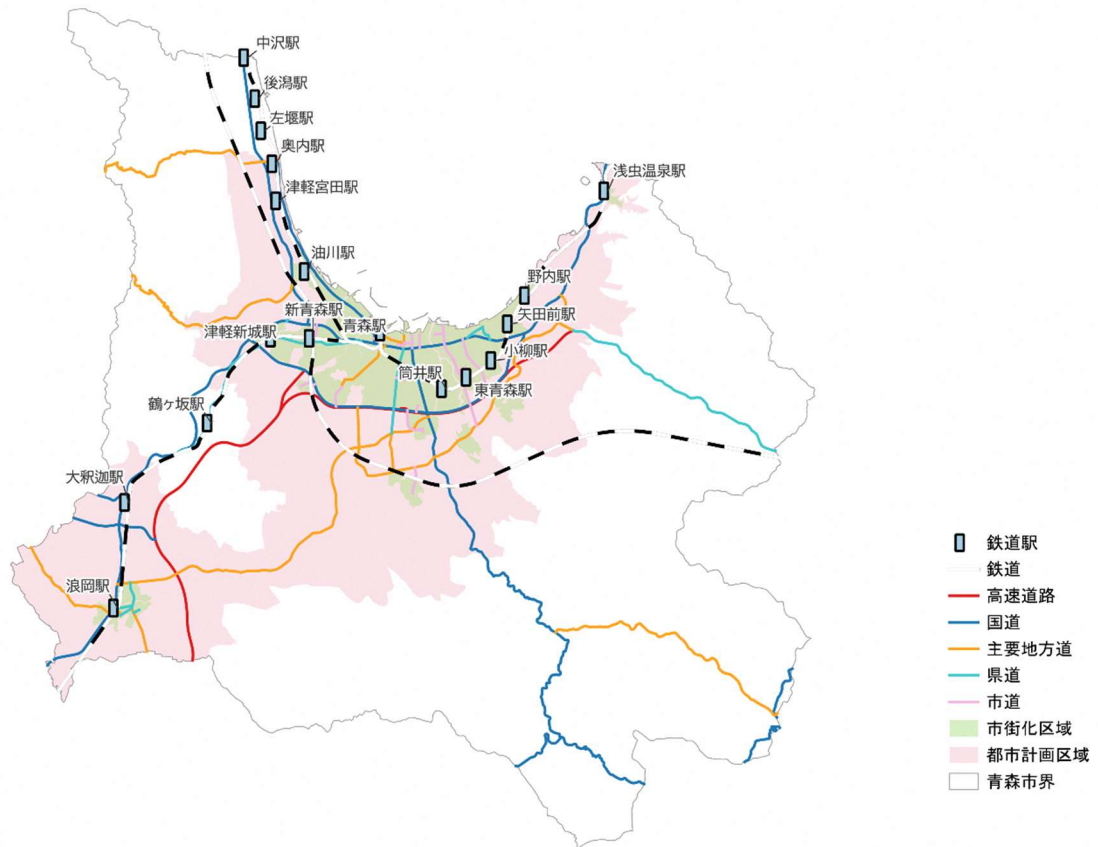 中沢駅
後潟駅
左堰駅
奥内駅
津軽宮田駅
浅虫温泉駅
油川駅
野内駅
新青森駅
矢田前駅
津軽新城駅
青森駅
小柳駅
筒井駅
東青森駅
鶴ヶ坂駅
大釈迦駅
浪岡駅
鉄道駅
鉄道
高速道路
国道
主要地方道
県道
市道
市街化区域
都市計画区域
青森市界